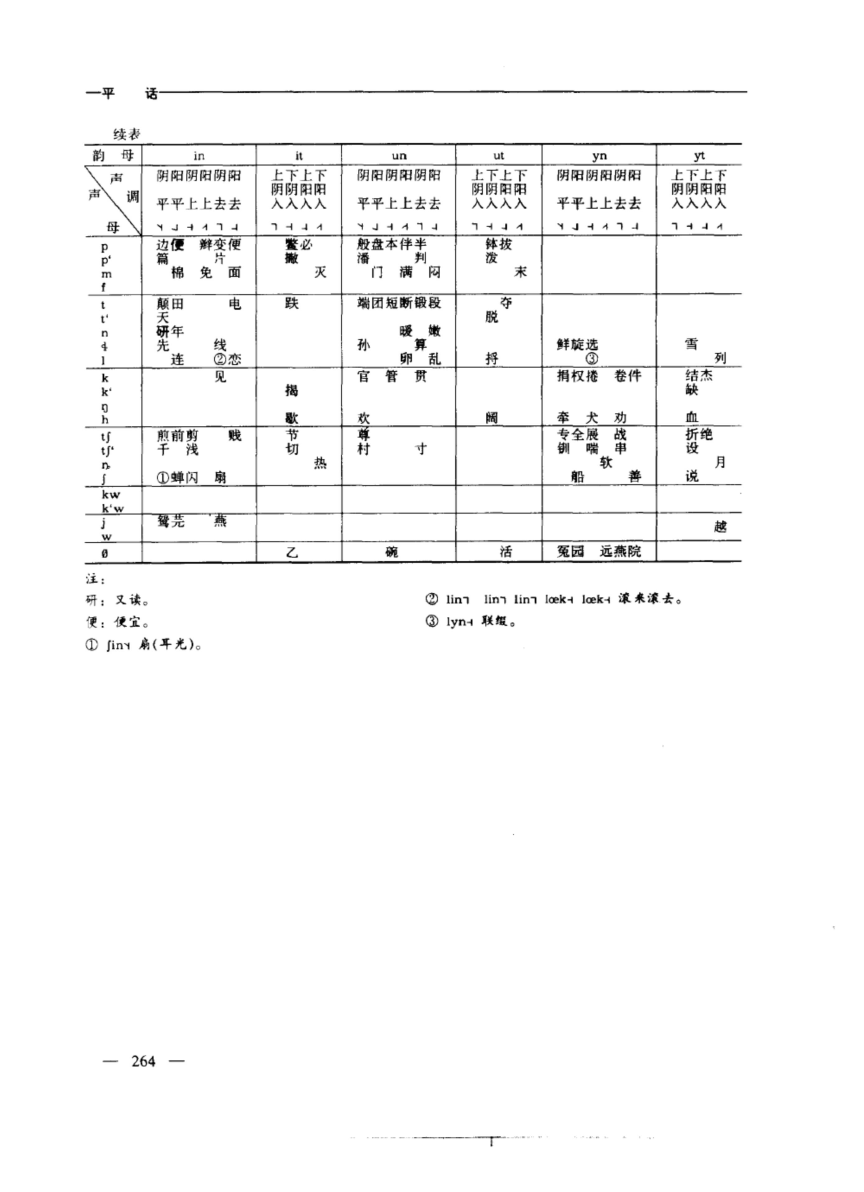 一平 话
续表
韵 母 in it un ut yn yt
声 阴阳阴阳阴阳 上下上下 阴阳阴阳阴阳 上下上下 阴阳阴阳阴阳 上下上下
阴阴阳阳 阴阴阳阳 阴阴阳阳
声 调 平平上上去去 入入入入 平平上上去去 入入入入 平平上上去去 入入入入
母
p 边便 辫变便 鳖必 般盘本伴半 钵拔
p‘ 篇 片 撇 潘 判 泼
m 棉 免 面 灭 门 满 闷 末
f
t 颠田 电 跌 端团短断锻段 夺
t‘ 天 脱
n 研年 暖 嫩
ɬ 先 线 孙 算 鲜旋选 雪
l 连 ②恋 卵 乱 捋 ③ 列
k 见 官 管 贯 捐权捲 卷件 结杰
k‘ 揭 缺
ŋ
h 歇 欢 阔 牵 犬 劝 血
tʃ 煎前剪 贱 节 尊 专全展 战 折绝
tʃ‘ 千 浅 切 村 寸 钏 喘 串 设
ȵ 热 软 月
ʃ ①蝉闪 扇 船 善 说
kw
k‘w
j 鸳芫 燕 越
w
ø 乙 碗 活 冤园 远燕院
注：
研：又读。
便：便宜。
① ʃin˦ 扇(耳光)。
② lin˥ lin˥ lin˥ lœk˧ lœk˧ 滚来滚去。
③ lyn˧ 联缀。
— 264 —